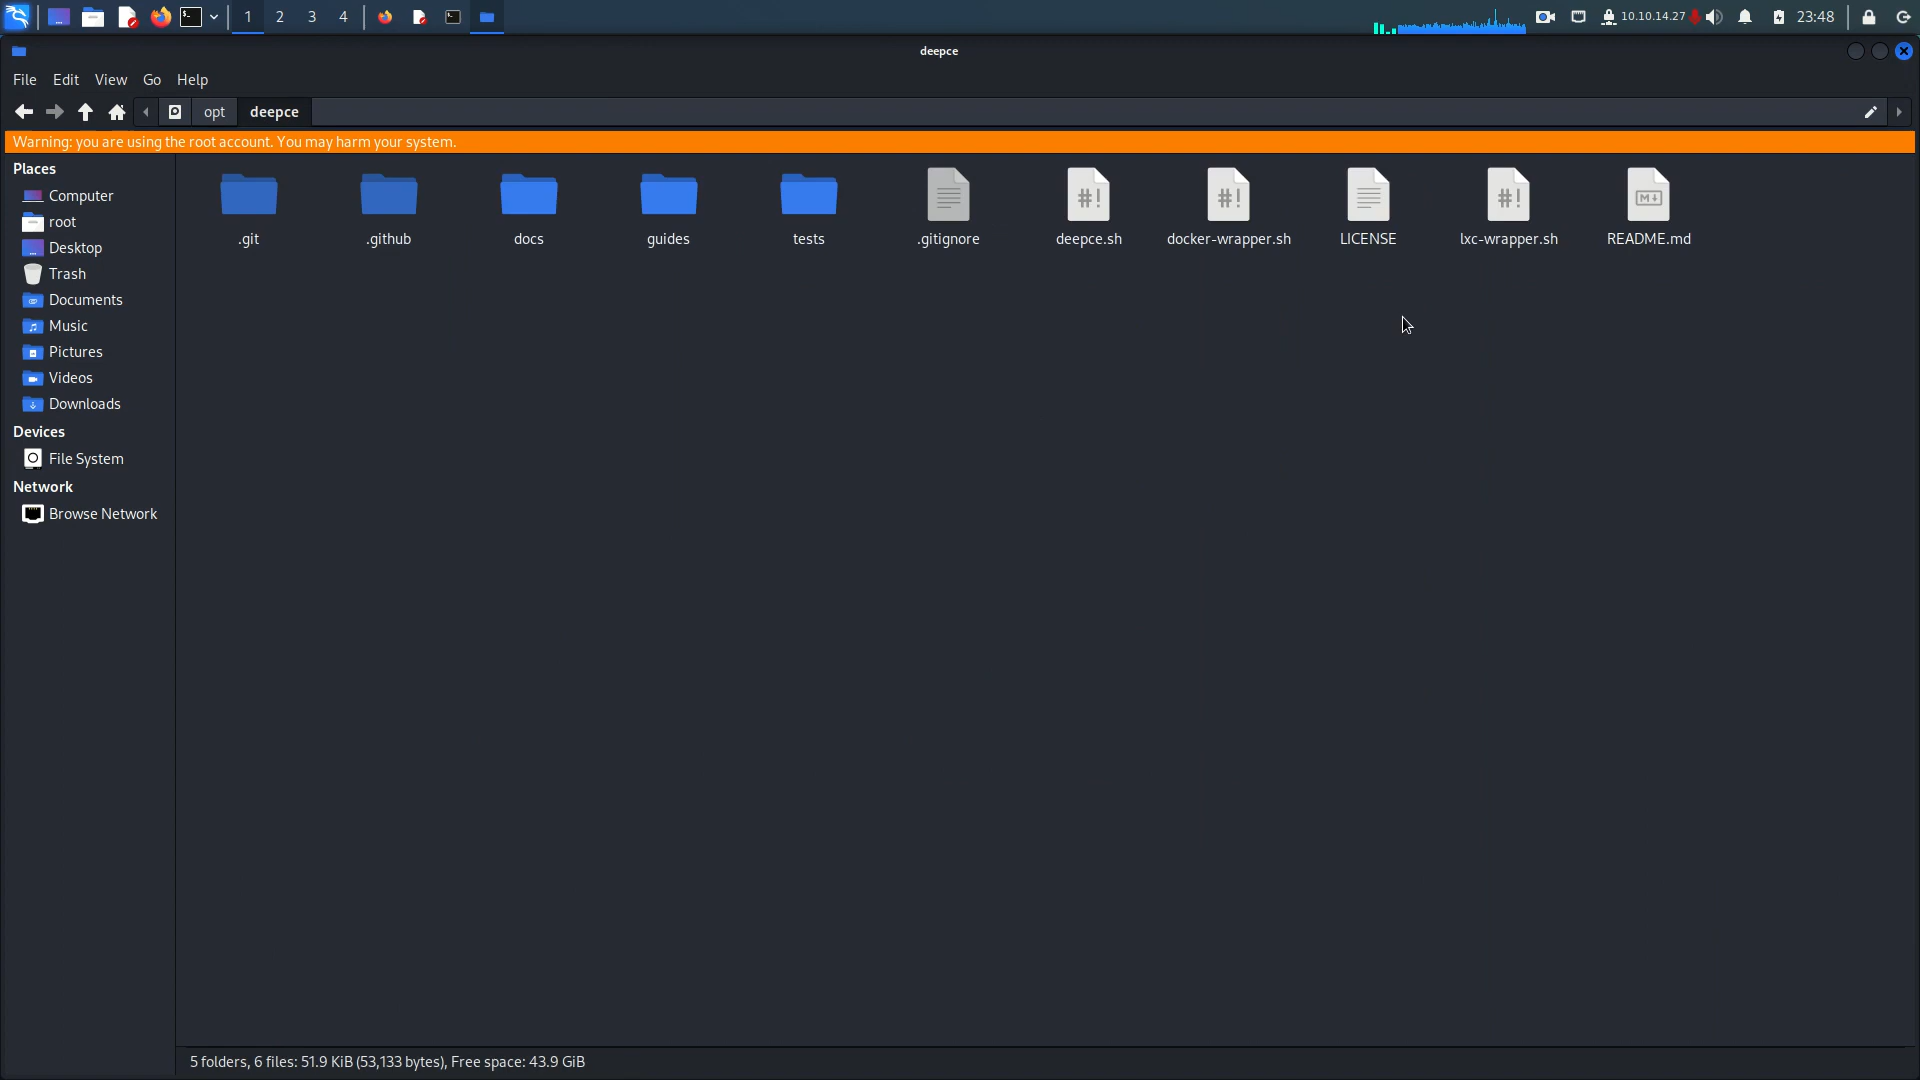 1 2 3 4 10.10.14.27 23:48
deepce
File Edit View Go Help
opt deepce
Warning: you are using the root account. You may harm your system.
Places
Computer
root
Desktop
Trash
Documents
Music
Pictures
Videos
Downloads
Devices
File System
Network
Browse Network
.git .github docs guides tests .gitignore deepce.sh docker-wrapper.sh LICENSE lxc-wrapper.sh README.md
5 folders, 6 files: 51.9 KiB (53,133 bytes), Free space: 43.9 GiB